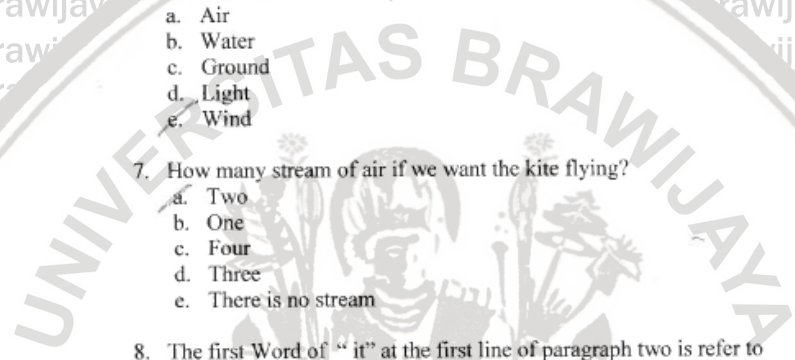 a. Air
b. Water
c. Ground
d. Light
e. Wind
7. How many stream of air if we want the kite flying?
a. Two
b. One
c. Four
d. Three
e. There is no stream
8. The first Word of “ it” at the first line of paragraph two is refer to
UNIVERSITAS BRAWIJAYA